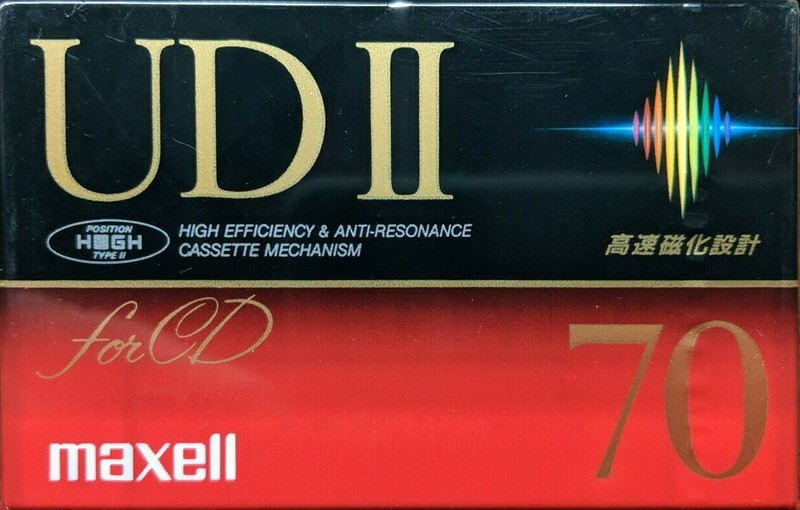 UD II
POSITION
HIGH
TYPE II
HIGH EFFICIENCY & ANTI-RESONANCE
CASSETTE MECHANISM
高速磁化設計
for CD
70
maxell